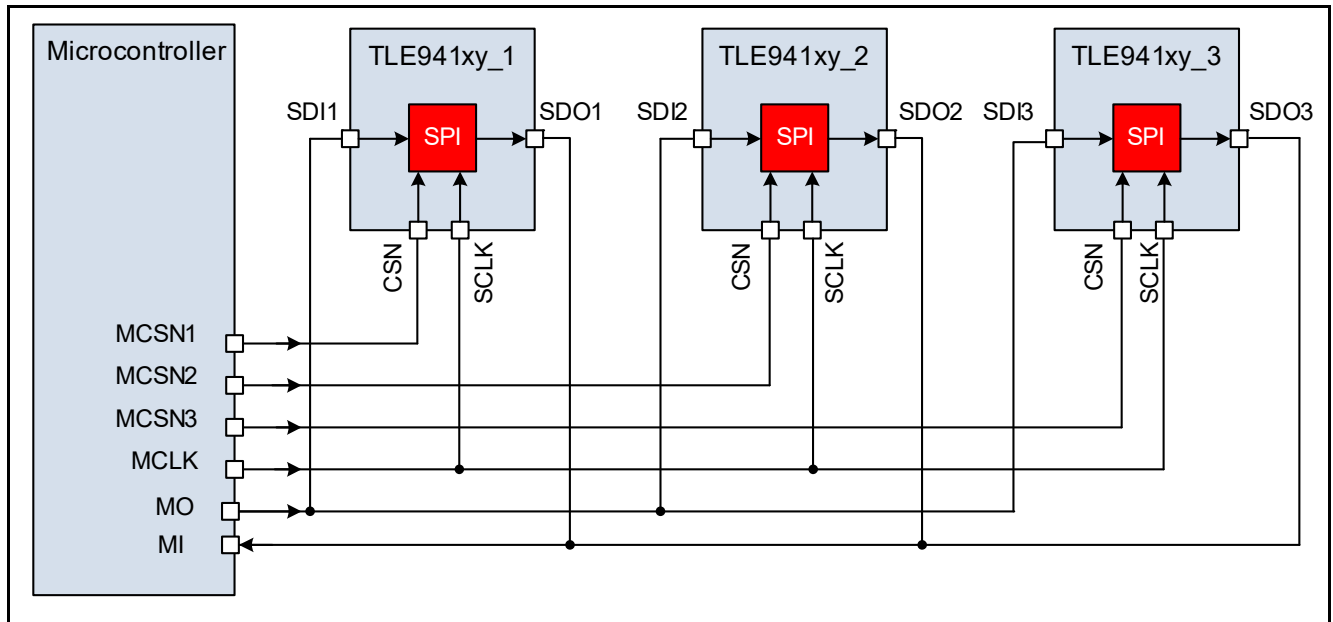 Microcontroller
TLE941xy_1
TLE941xy_2
TLE941xy_3
SDI1
SPI
SDO1
SDI2
SPI
SDO2
SDI3
SPI
SDO3
CSN
SCLK
CSN
SCLK
CSN
SCLK
MCSN1
MCSN2
MCSN3
MCLK
MO
MI